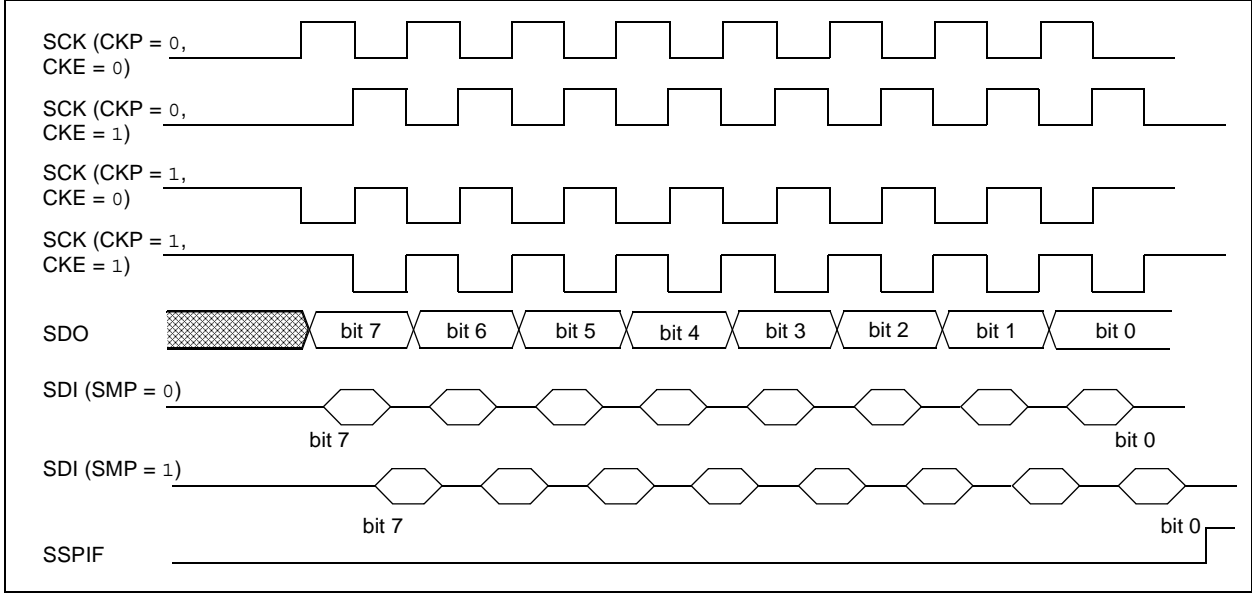 SCK (CKP = 0,
CKE = 0)
SCK (CKP = 0,
CKE = 1)
SCK (CKP = 1,
CKE = 0)
SCK (CKP = 1,
CKE = 1)
SDO bit 7 bit 6 bit 5 bit 4 bit 3 bit 2 bit 1 bit 0
SDI (SMP = 0)
bit 7 bit 0
SDI (SMP = 1)
bit 7 bit 0
SSPIF